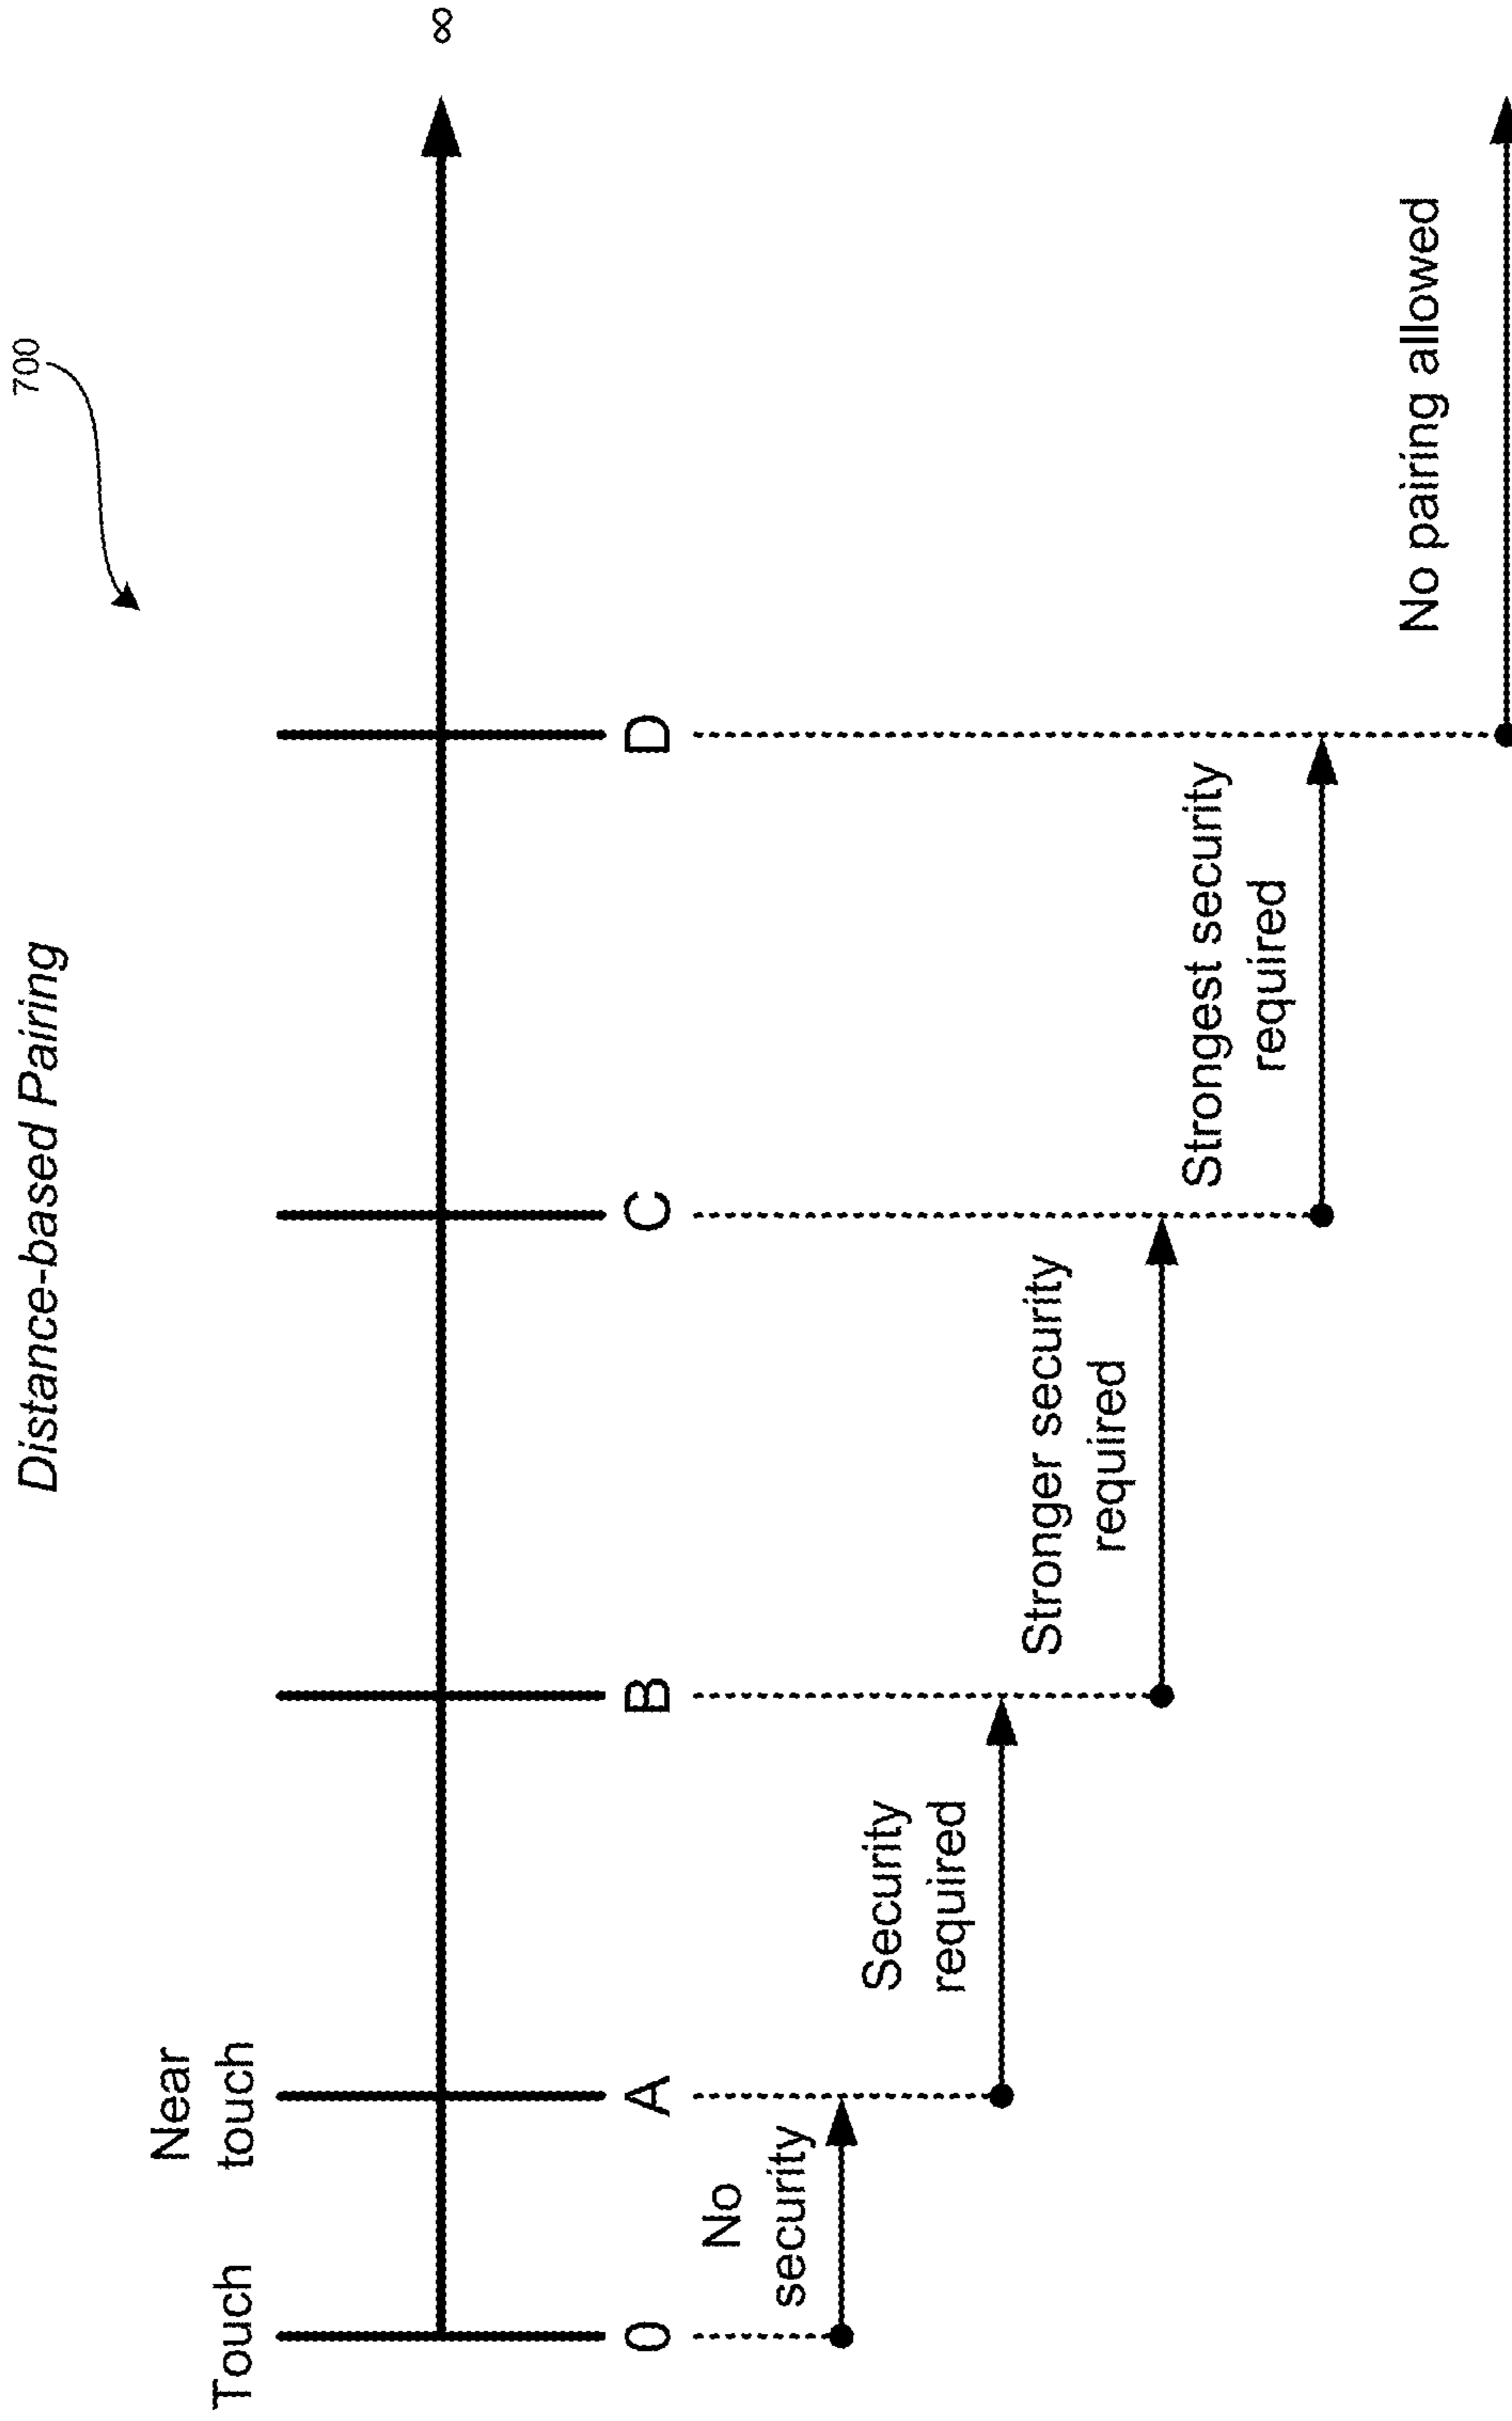 Distance-based Pairing
700
Touch
Near
touch
∞
0
A
B
C
D
No
security
Security
required
Stronger security
required
Strongest security
required
No pairing allowed